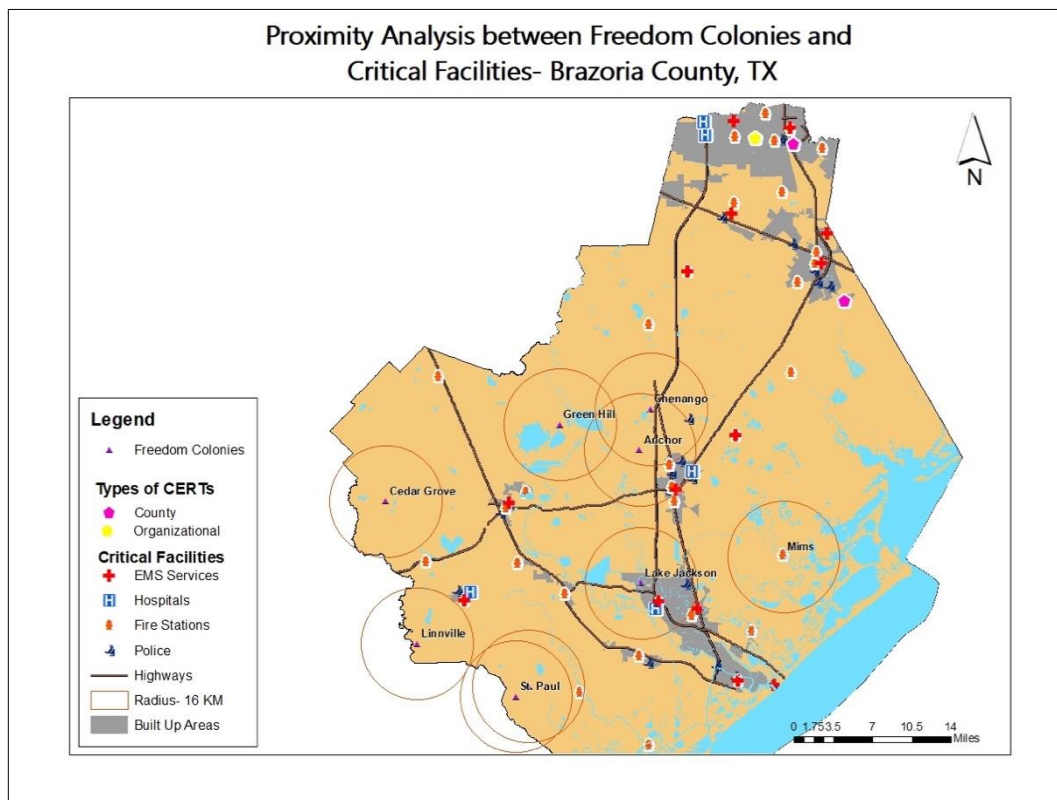 Proximity Analysis between Freedom Colonies and
Critical Facilities- Brazoria County, TX
N
Chenango
Green Hill
Anchor
Cedar Grove
Mims
Lake Jackson
Linnville
St. Paul
Legend
Freedom Colonies
Types of CERTs
County
Organizational
Critical Facilities
EMS Services
H Hospitals
Fire Stations
Police
Highways
Radius- 16 KM
Built Up Areas
0 1.75 3.5 7 10.5 14
Miles